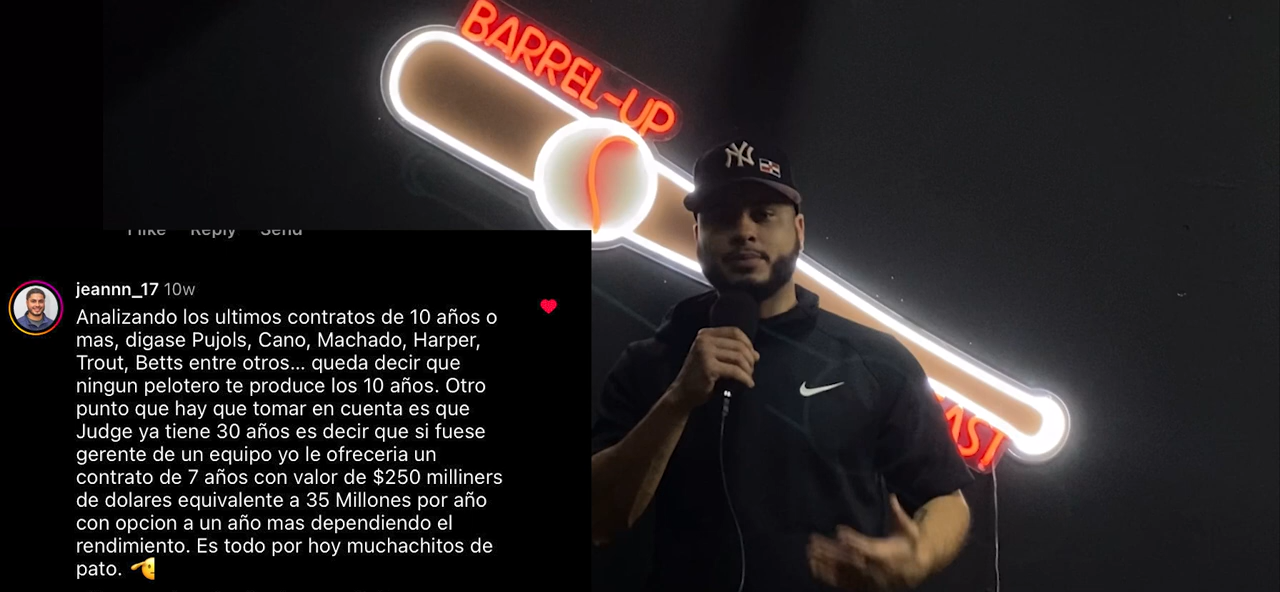 BARREL-UP
AST
NY
1 like Reply Send
jeannn_17 10w
Analizando los ultimos contratos de 10 años o
mas, digase Pujols, Cano, Machado, Harper,
Trout, Betts entre otros... queda decir que
ningun pelotero te produce los 10 años. Otro
punto que hay que tomar en cuenta es que
Judge ya tiene 30 años es decir que si fuese
gerente de un equipo yo le ofreceria un
contrato de 7 años con valor de $250 milliners
de dolares equivalente a 35 Millones por año
con opcion a un año mas dependiendo el
rendimiento. Es todo por hoy muchachitos de
pato.